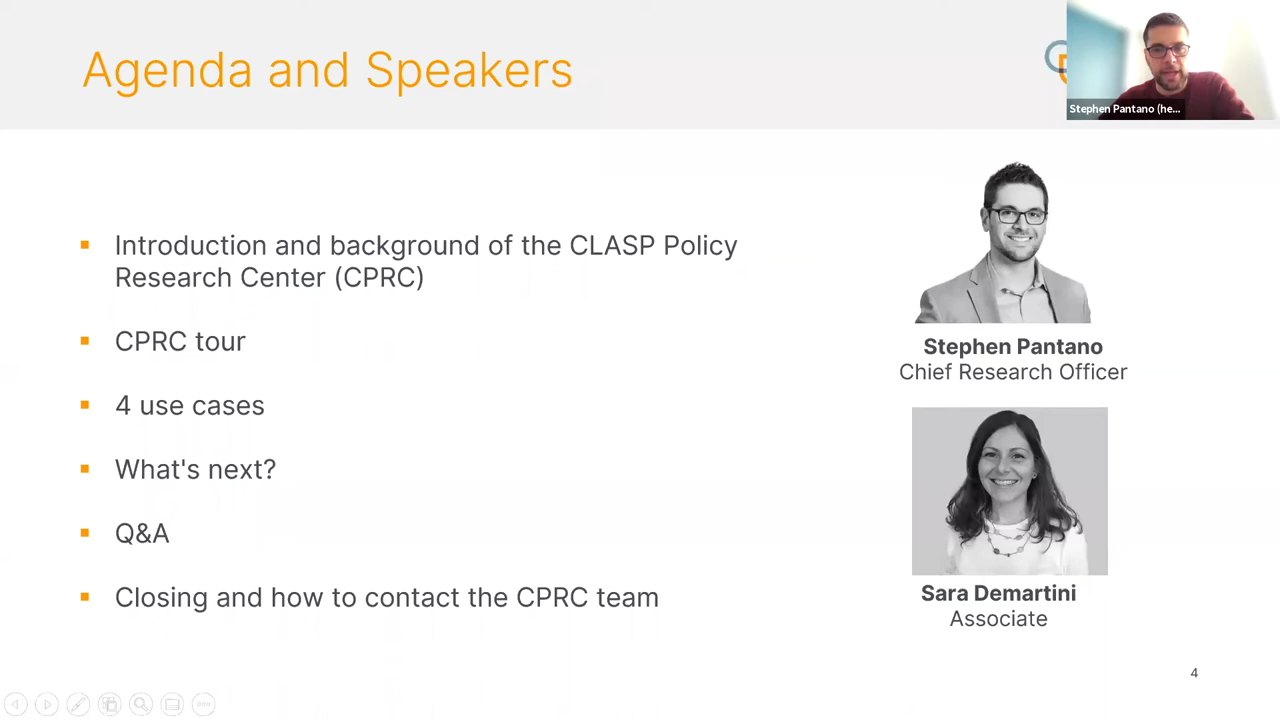 Agenda and Speakers
Stephen Pantano (he...
▪ Introduction and background of the CLASP Policy
Research Center (CPRC)
▪ CPRC tour
▪ 4 use cases
▪ What's next?
▪ Q&A
▪ Closing and how to contact the CPRC team
Stephen Pantano
Chief Research Officer
Sara Demartini
Associate
4